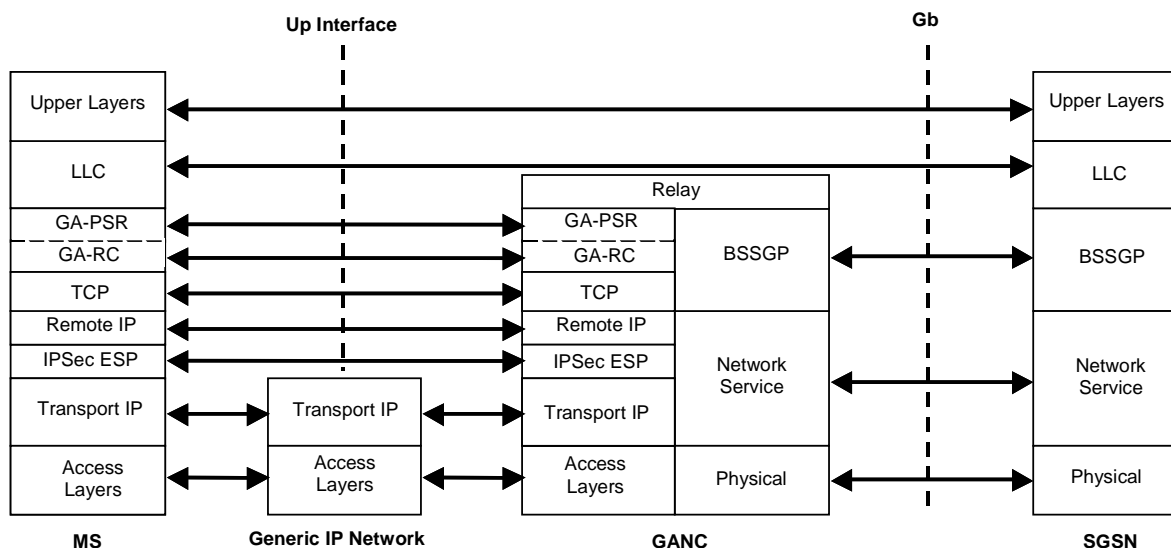 Up Interface
Gb
Upper Layers
Upper Layers
LLC
LLC
Relay
GA-PSR
GA-PSR
GA-RC
GA-RC
BSSGP
BSSGP
TCP
TCP
Remote IP
Remote IP
IPSec ESP
IPSec ESP
Network
Service
Network
Service
Transport IP
Transport IP
Transport IP
Access
Layers
Access
Layers
Access
Layers
Physical
Physical
MS
Generic IP Network
GANC
SGSN